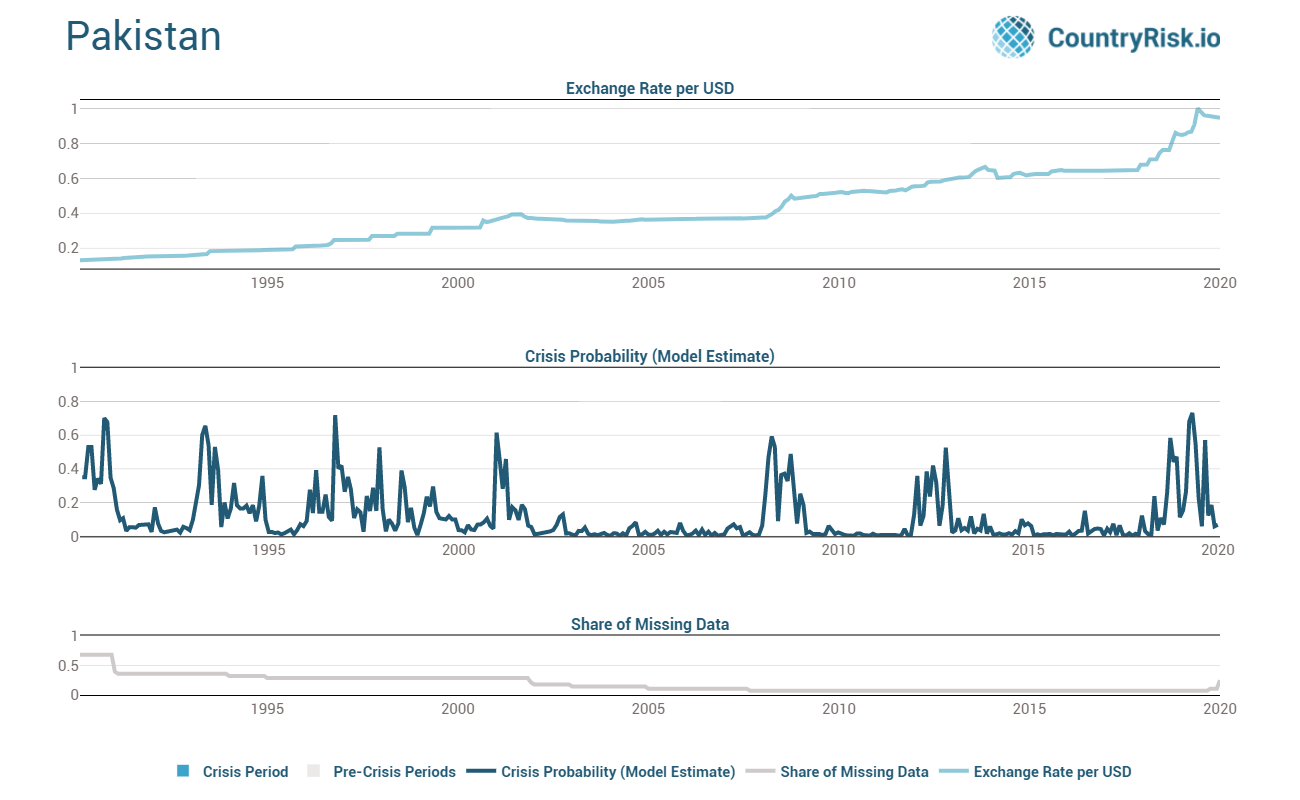 Pakistan
CountryRisk.io
Exchange Rate per USD
1
0.8
0.6
0.4
0.2
1995 2000 2005 2010 2015 2020
Crisis Probability (Model Estimate)
1
0.8
0.6
0.4
0.2
0
1995 2000 2005 2010 2015 2020
Share of Missing Data
1
0.5
0
1995 2000 2005 2010 2015 2020
Crisis Period Pre-Crisis Periods Crisis Probability (Model Estimate) Share of Missing Data Exchange Rate per USD